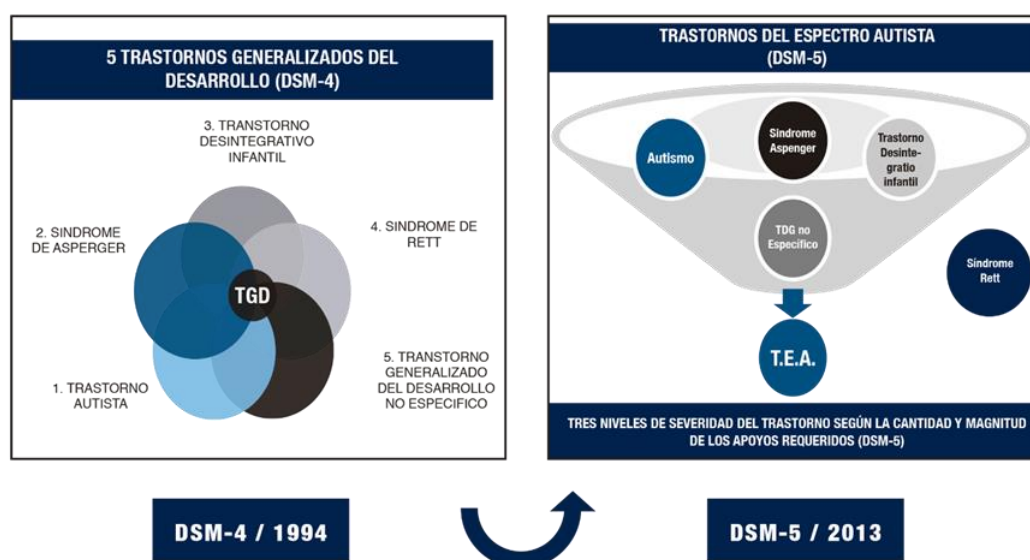 5 TRASTORNOS GENERALIZADOS DEL
DESARROLLO (DSM-4)
3. TRANSTORNO
DESINTEGRATIVO
INFANTIL
2. SINDROME
DE ASPERGER
4. SINDROME DE
RETT
TGD
1. TRASTORNO
AUTISTA
5. TRANSTORNO
GENERALIZADO
DEL DESARROLLO
NO ESPECIFICO
TRASTORNOS DEL ESPECTRO AUTISTA
(DSM-5)
Autismo
Síndrome
Aspenger
Trastorno
Desinte-
gratio
infantil
TDG no
Específico
Síndrome
Rett
T.E.A.
TRES NIVELES DE SEVERIDAD DEL TRASTORNO SEGÚN LA CANTIDAD Y MAGNITUD
DE LOS APOYOS REQUERIDOS (DSM-5)
DSM-4 / 1994
DSM-5 / 2013